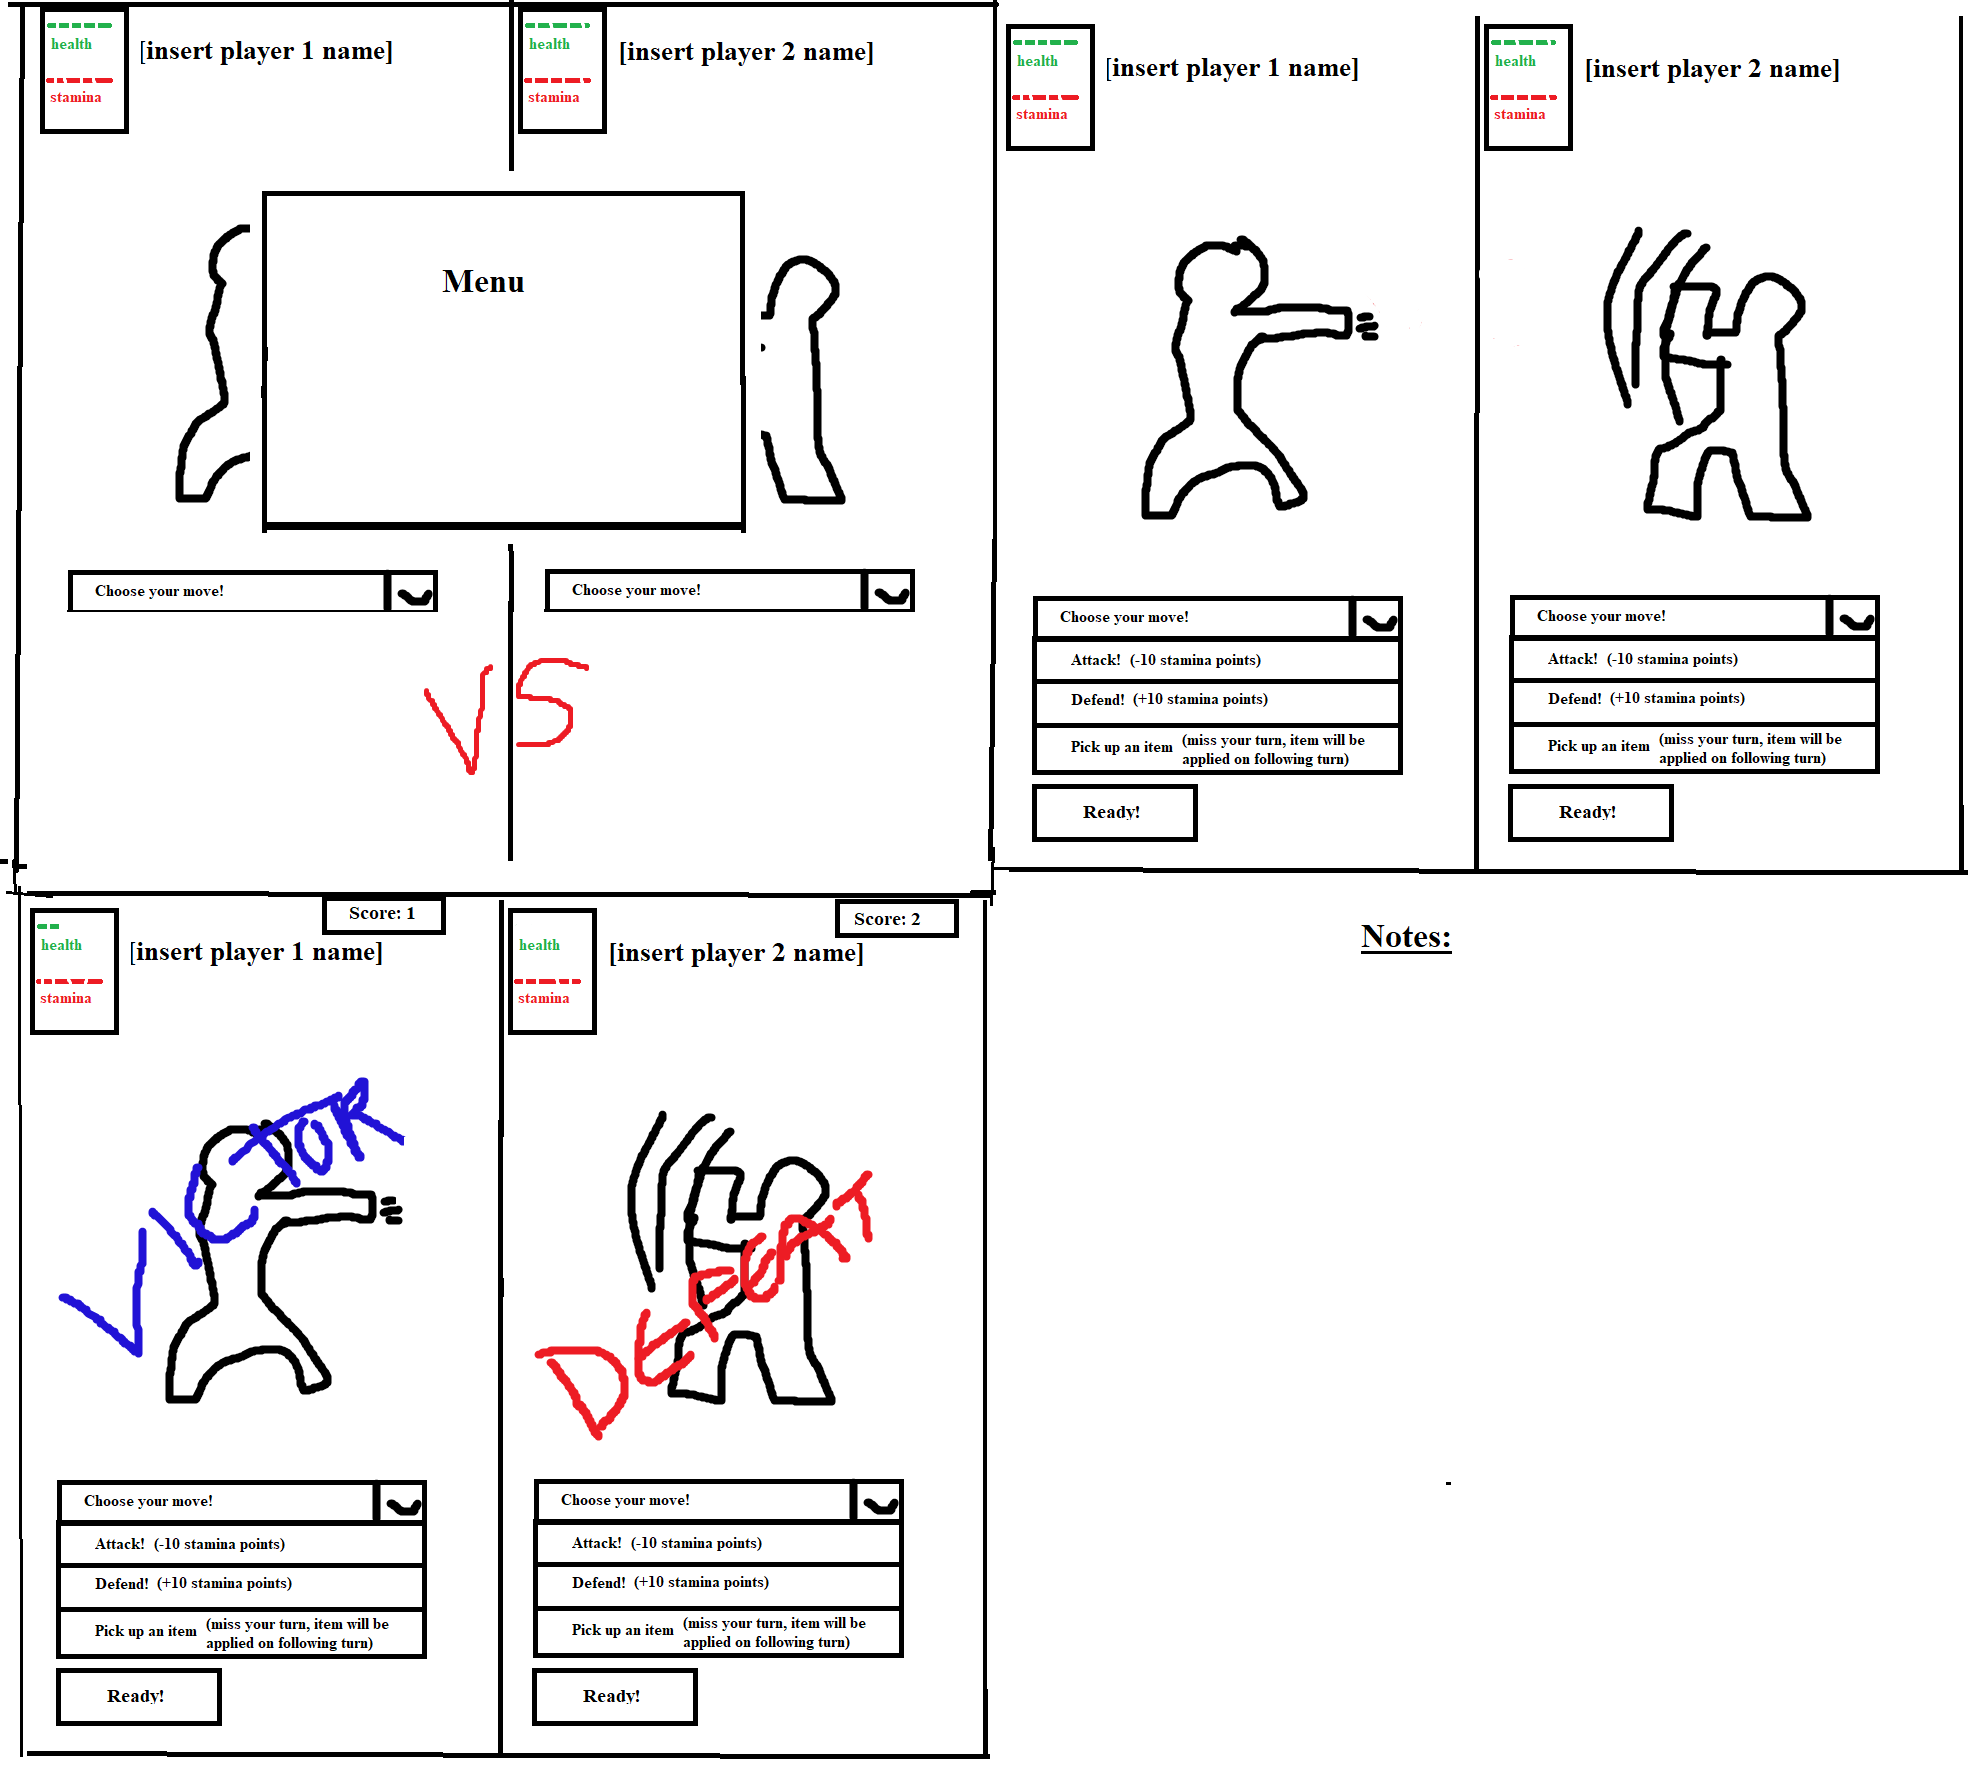 health
[insert player 1 name]
stamina
health
[insert player 2 name]
stamina
Menu
Choose your move!
Choose your move!
VS
health
[insert player 1 name]
stamina
health
[insert player 2 name]
stamina
Choose your move!
Attack! (-10 stamina points)
Defend! (+10 stamina points)
Pick up an item (miss your turn, item will be
applied on following turn)
Ready!
Choose your move!
Attack! (-10 stamina points)
Defend! (+10 stamina points)
Pick up an item (miss your turn, item will be
applied on following turn)
Ready!
Score: 1
health
[insert player 1 name]
stamina
VICTOR
Choose your move!
Attack! (-10 stamina points)
Defend! (+10 stamina points)
Pick up an item (miss your turn, item will be
applied on following turn)
Ready!
Score: 2
health
[insert player 2 name]
stamina
DEFEAT
Choose your move!
Attack! (-10 stamina points)
Defend! (+10 stamina points)
Pick up an item (miss your turn, item will be
applied on following turn)
Ready!
Notes: